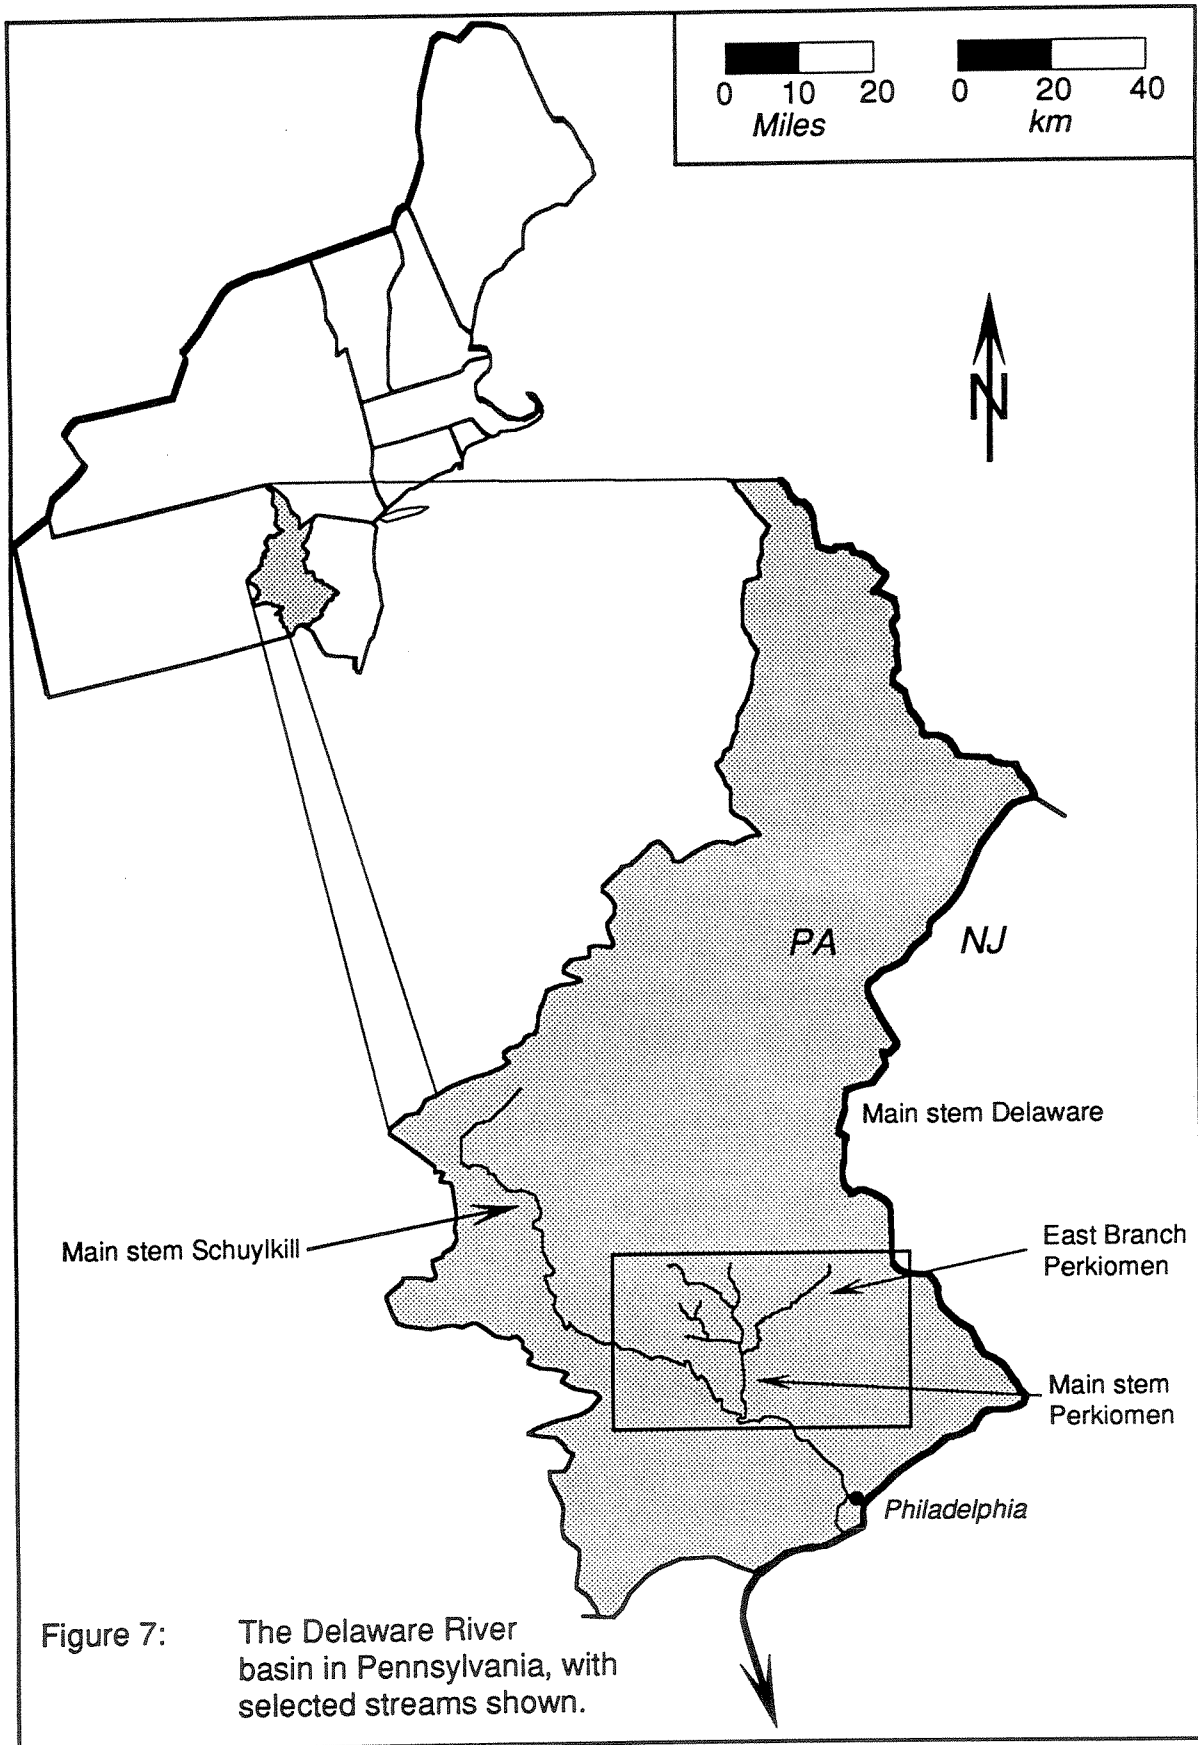 0 10 20
Miles
0 20 40
km
N
PA
NJ
Main stem Delaware
Main stem Schuylkill
East Branch
Perkiomen
Main stem
Perkiomen
Philadelphia
Figure 7: The Delaware River
basin in Pennsylvania, with
selected streams shown.